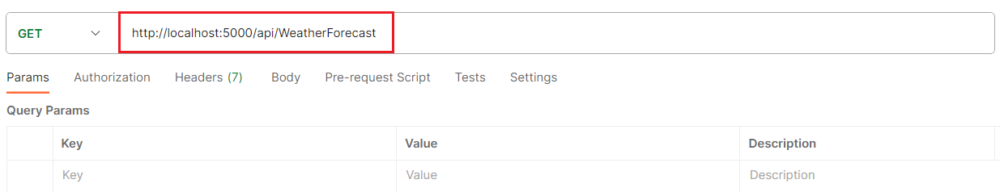 GET http://localhost:5000/api/WeatherForecast
Params Authorization Headers (7) Body Pre-request Script Tests Settings
Query Params
Key Value Description
Key Value Description